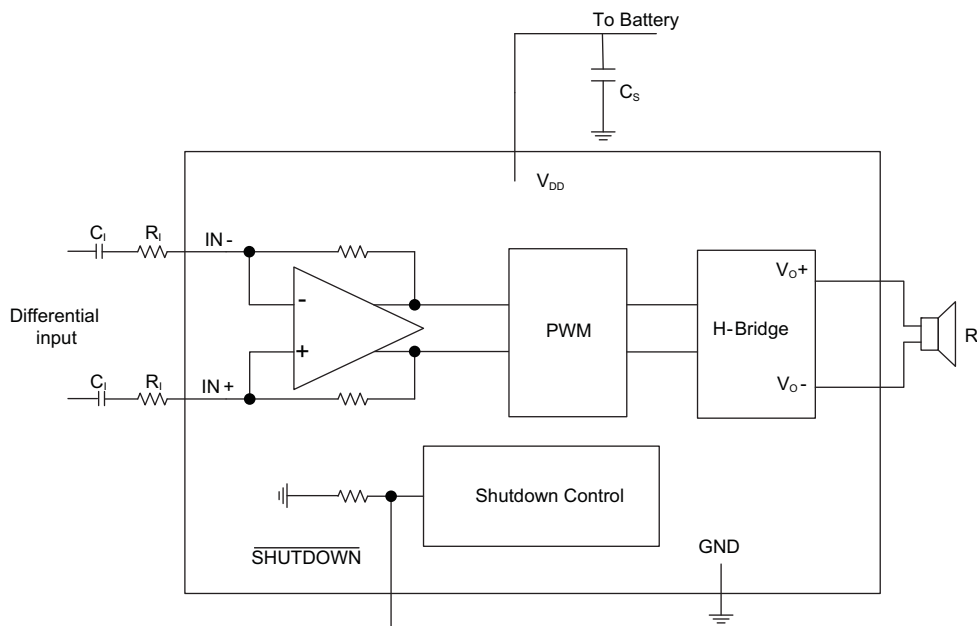 To Battery
Cₛ
V_DD
C_I
R_I
IN -
-
Differential
input
+
C_I
R_I
IN +
PWM
H-Bridge
V_O+
V_O-
R
Shutdown Control
SHUTDOWN
GND